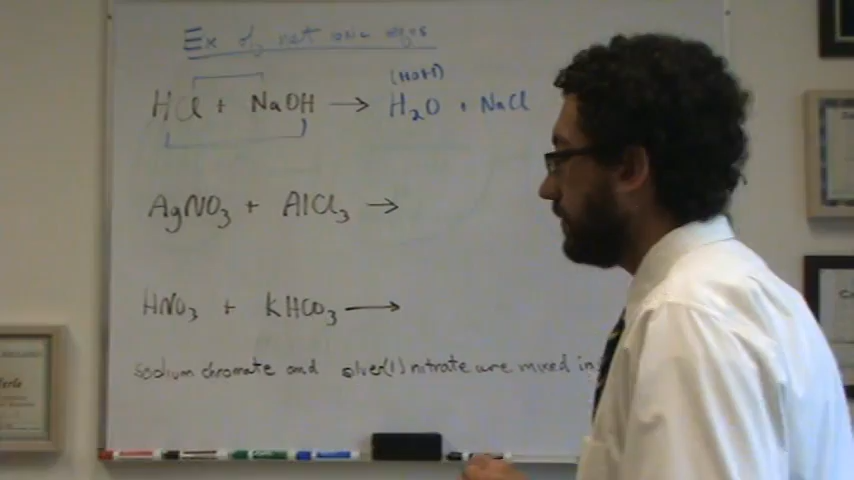 Ex of net ionic eqns
(HOH)
HCl + NaOH → H₂O + NaCl
AgNO₃ + AlCl₃ →
HNO₃ + KHCO₃ →
sodium chromate and silver(I) nitrate are mixed in